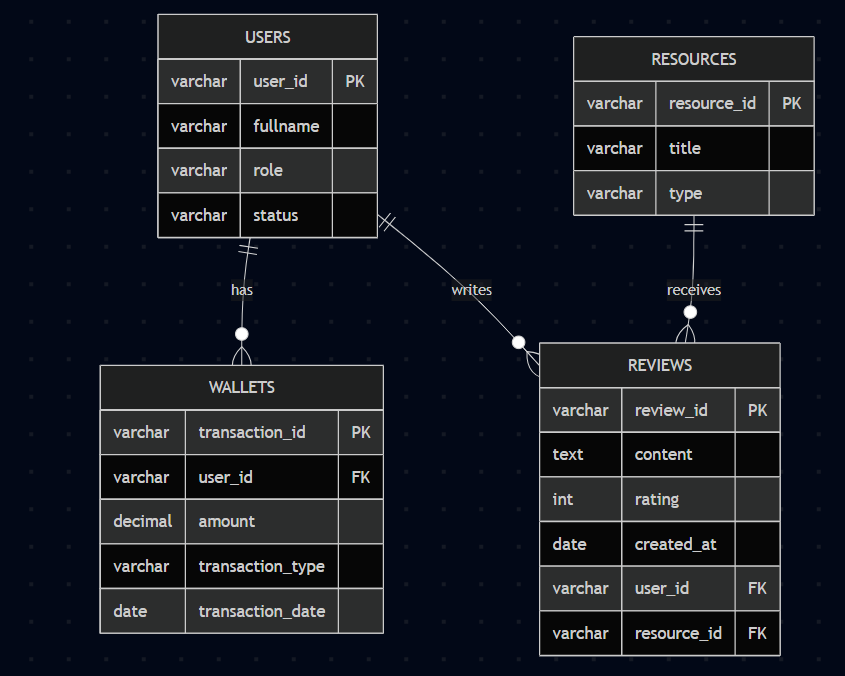 USERS
varchar user_id PK
varchar fullname
varchar role
varchar status
RESOURCES
varchar resource_id PK
varchar title
varchar type
has
writes
receives
WALLETS
varchar transaction_id PK
varchar user_id FK
decimal amount
varchar transaction_type
date transaction_date
REVIEWS
varchar review_id PK
text content
int rating
date created_at
varchar user_id FK
varchar resource_id FK